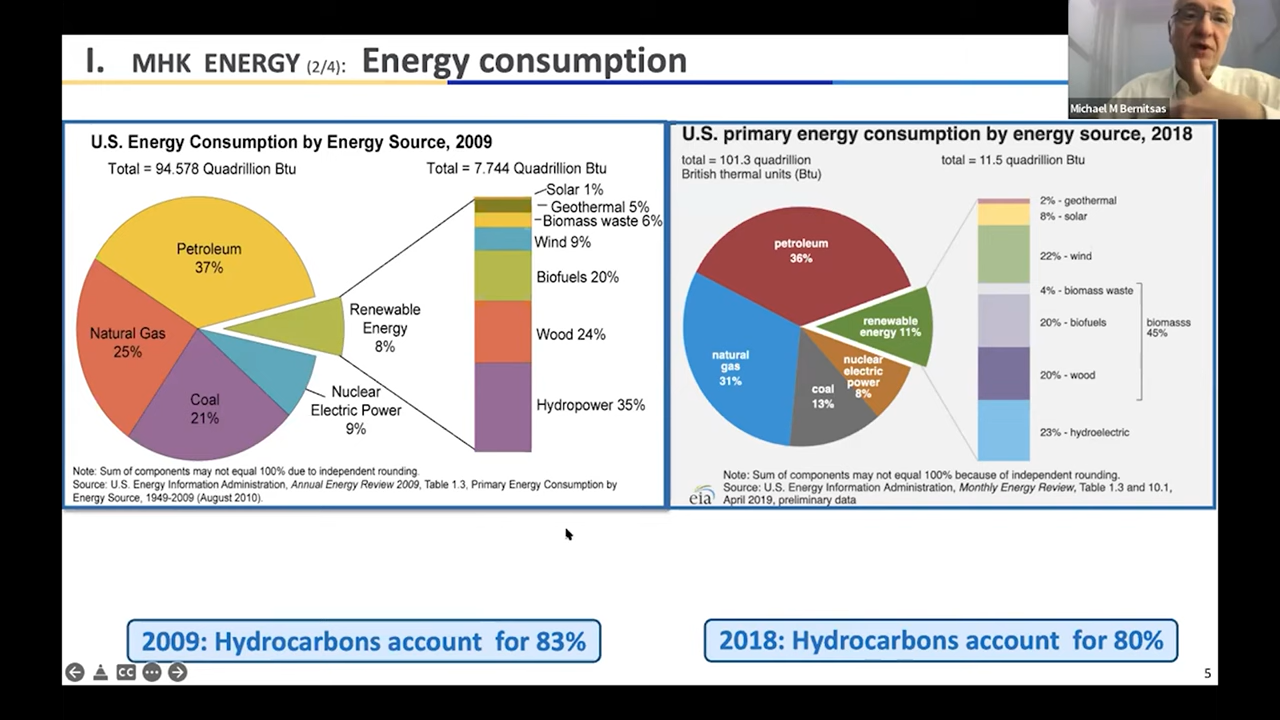 I. MHK ENERGY (2/4): Energy consumption
Michael M Bernitsas
U.S. Energy Consumption by Energy Source, 2009
Total = 94.578 Quadrillion Btu
Total = 7.744 Quadrillion Btu
Petroleum
37%
Natural Gas
25%
Coal
21%
Nuclear
Electric Power
9%
Renewable
Energy
8%
Solar 1%
Geothermal 5%
Biomass waste 6%
Wind 9%
Biofuels 20%
Wood 24%
Hydropower 35%
Note: Sum of components may not equal 100% due to independent rounding.
Source: U.S. Energy Information Administration, Annual Energy Review 2009, Table 1.3, Primary Energy Consumption by
Energy Source, 1949-2009 (August 2010).
U.S. primary energy consumption by energy source, 2018
total = 101.3 quadrillion
British thermal units (Btu)
total = 11.5 quadrillion Btu
petroleum
36%
natural
gas
31%
coal
13%
nuclear
electric
power
8%
renewable
energy 11%
2% - geothermal
8% - solar
22% - wind
4% - biomass waste
20% - biofuels
20% - wood
23% - hydroelectric
biomasss
45%
Note: Sum of components may not equal 100% because of independent rounding.
Source: U.S. Energy Information Administration, Monthly Energy Review, Table 1.3 and 10.1,
April 2019, preliminary data
eia
2009: Hydrocarbons account for 83%
2018: Hydrocarbons account for 80%
CC
5